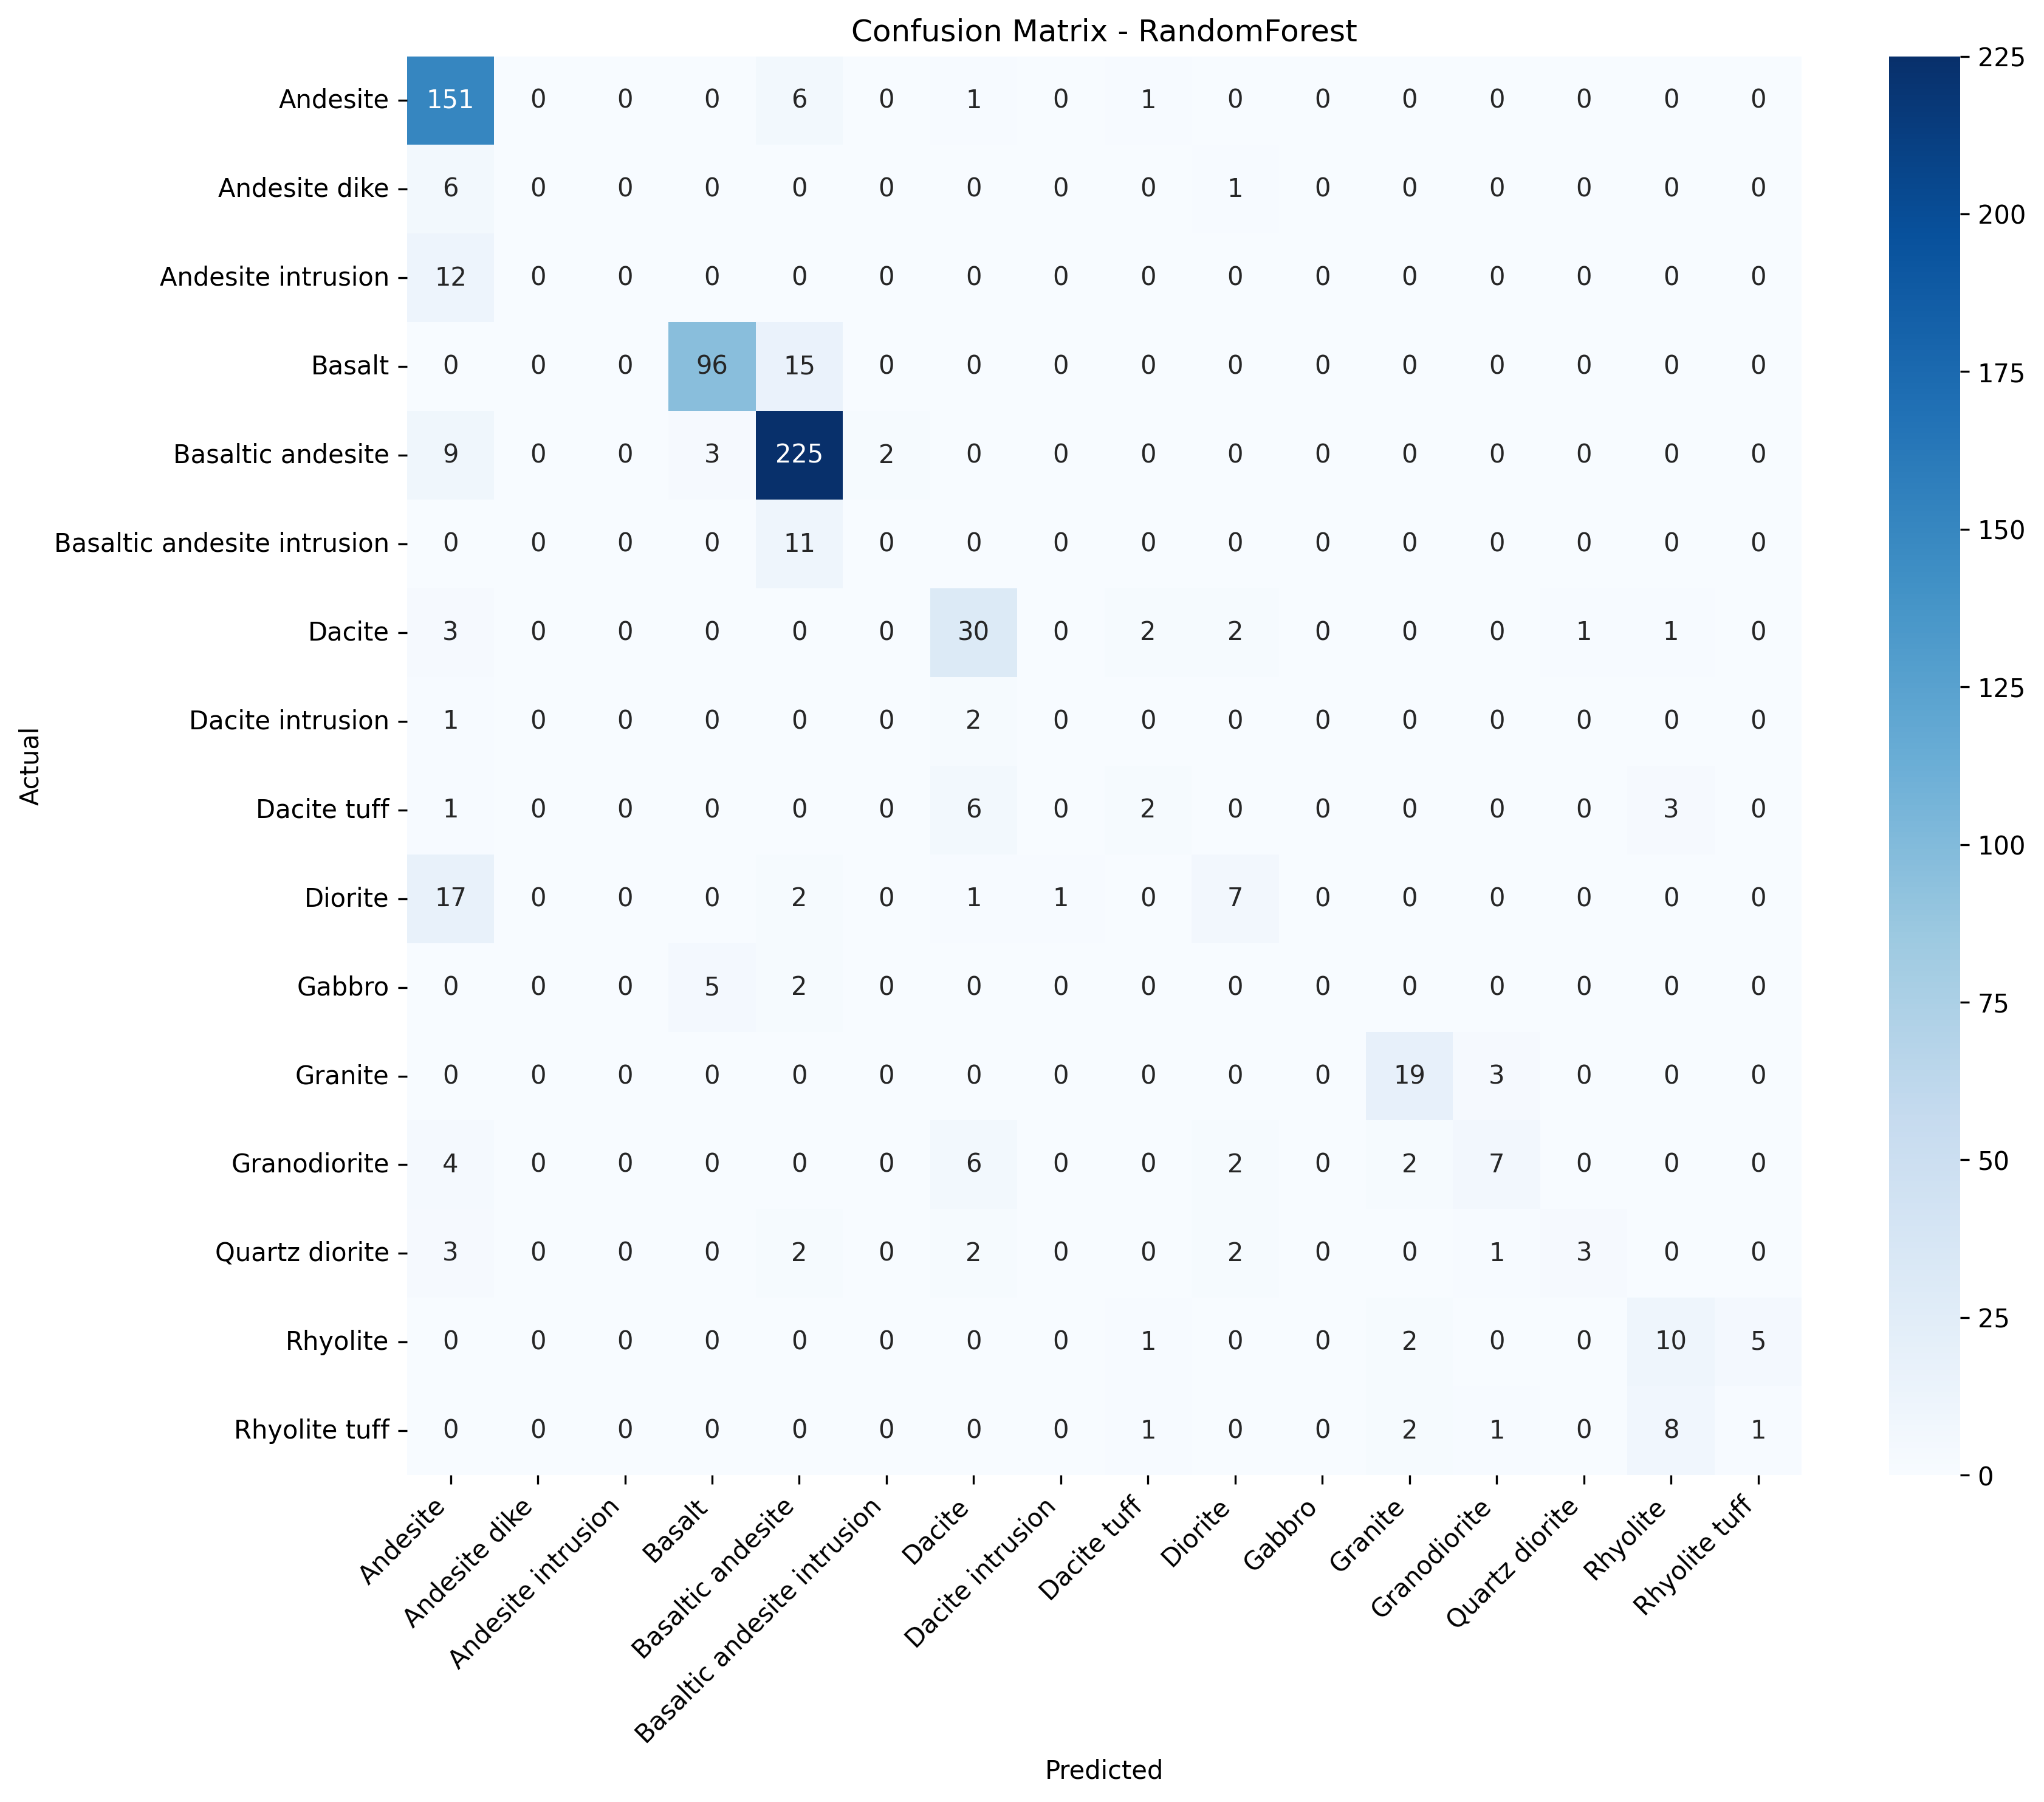 Confusion Matrix - RandomForest
Actual
Andesite 151 0 0 0 6 0 1 0 1 0 0 0 0 0 0 0
Andesite dike 6 0 0 0 0 0 0 0 0 1 0 0 0 0 0 0
Andesite intrusion 12 0 0 0 0 0 0 0 0 0 0 0 0 0 0 0
Basalt 0 0 0 96 15 0 0 0 0 0 0 0 0 0 0 0
Basaltic andesite 9 0 0 3 225 2 0 0 0 0 0 0 0 0 0 0
Basaltic andesite intrusion 0 0 0 0 11 0 0 0 0 0 0 0 0 0 0 0
Dacite 3 0 0 0 0 0 30 0 2 2 0 0 0 1 1 0
Dacite intrusion 1 0 0 0 0 0 2 0 0 0 0 0 0 0 0 0
Dacite tuff 1 0 0 0 0 0 6 0 2 0 0 0 0 0 3 0
Diorite 17 0 0 0 2 0 1 1 0 7 0 0 0 0 0 0
Gabbro 0 0 0 5 2 0 0 0 0 0 0 0 0 0 0 0
Granite 0 0 0 0 0 0 0 0 0 0 0 19 3 0 0 0
Granodiorite 4 0 0 0 0 0 6 0 0 2 0 2 7 0 0 0
Quartz diorite 3 0 0 0 2 0 2 0 0 2 0 0 1 3 0 0
Rhyolite 0 0 0 0 0 0 0 0 1 0 0 2 0 0 10 5
Rhyolite tuff 0 0 0 0 0 0 0 0 1 0 0 2 1 0 8 1
Andesite
Andesite dike
Andesite intrusion
Basalt
Basaltic andesite
Basaltic andesite intrusion
Dacite
Dacite intrusion
Dacite tuff
Diorite
Gabbro
Granite
Granodiorite
Quartz diorite
Rhyolite
Rhyolite tuff
Predicted
225
200
175
150
125
100
75
50
25
0